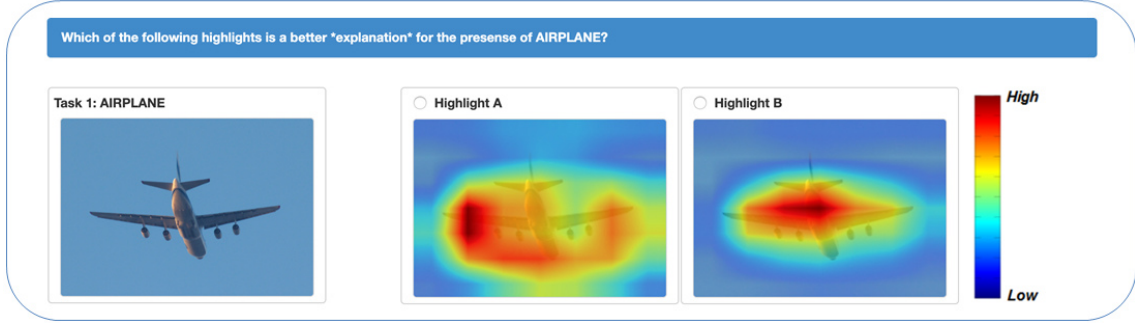 Which of the following highlights is a better *explanation* for the presense of AIRPLANE?
Task 1: AIRPLANE
Highlight A
Highlight B
High
Low